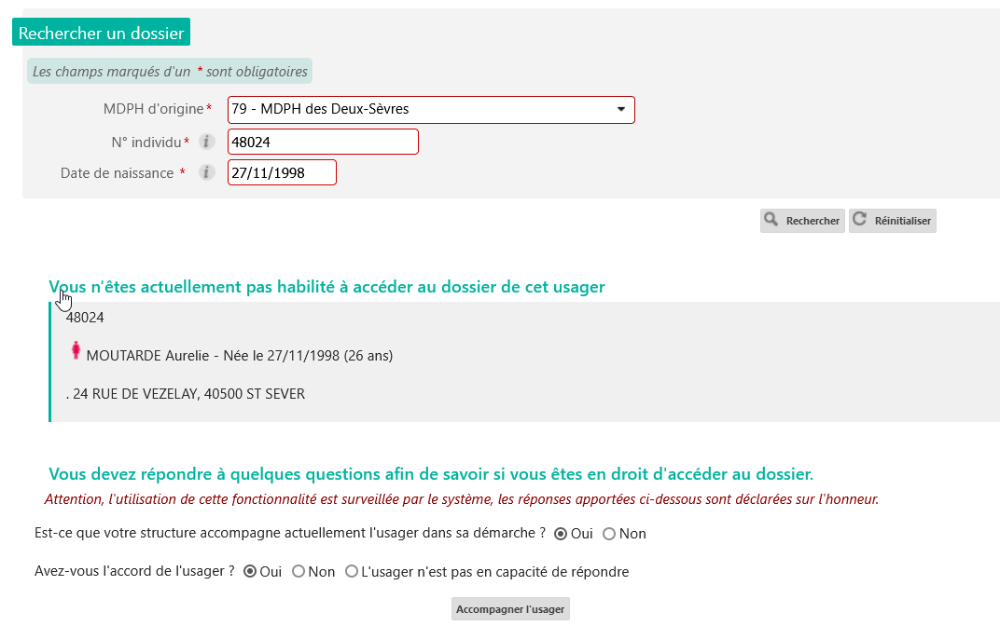 Rechercher un dossier
Les champs marqués d'un * sont obligatoires
MDPH d'origine* 79 - MDPH des Deux-Sèvres
N° individu* i 48024
Date de naissance * i 27/11/1998
Rechercher Réinitialiser
Vous n'êtes actuellement pas habilité à accéder au dossier de cet usager
48024
MOUTARDE Aurelie - Née le 27/11/1998 (26 ans)
. 24 RUE DE VEZELAY, 40500 ST SEVER
Vous devez répondre à quelques questions afin de savoir si vous êtes en droit d'accéder au dossier.
Attention, l'utilisation de cette fonctionnalité est surveillée par le système, les réponses apportées ci-dessous sont déclarées sur l'honneur.
Est-ce que votre structure accompagne actuellement l'usager dans sa démarche ? Oui Non
Avez-vous l'accord de l'usager ? Oui Non L'usager n'est pas en capacité de répondre
Accompagner l'usager